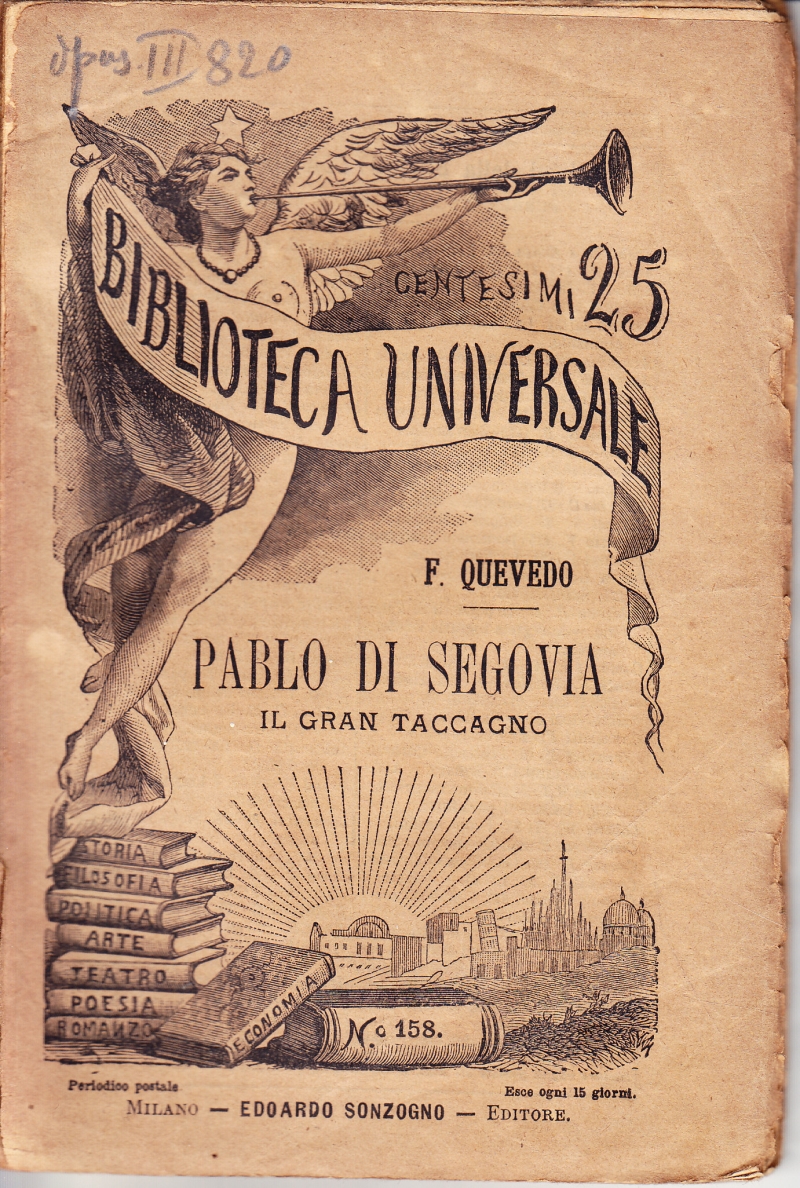 opus. III 820
BIBLIOTECA UNIVERSALE
CENTESIMI 25
F. QUEVEDO
PABLO DI SEGOVIA
IL GRAN TACCAGNO
STORIA
FILOSOFIA
POLITICA
ARTE
TEATRO
POESIA
ROMANZO
ECONOMIA
N.o 158.
Periodico postale
Esce ogni 15 giorni.
MILANO — EDOARDO SONZOGNO — EDITORE.